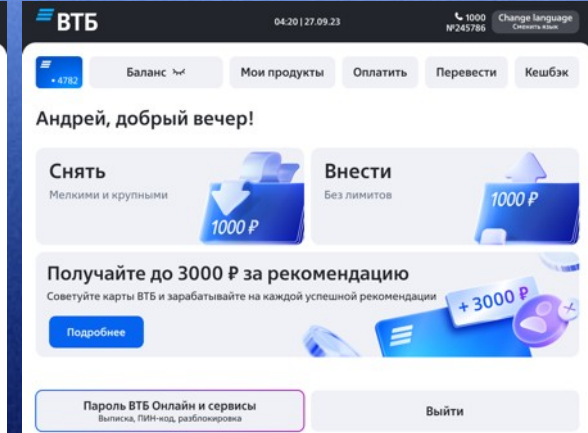 ВТБ
04:20 | 27.09.23
1000
№245786
Change language
Сменить язык
• 4782
Баланс
Мои продукты
Оплатить
Перевести
Кешбэк
Андрей, добрый вечер!
Снять
Мелкими и крупными
1000 ₽
Внести
Без лимитов
1000 ₽
Получайте до 3000 ₽ за рекомендацию
Советуйте карты ВТБ и зарабатывайте на каждой успешной рекомендации
+ 3000 ₽
Подробнее
Пароль ВТБ Онлайн и сервисы
Выписка, ПИН-код, разблокировка
Выйти